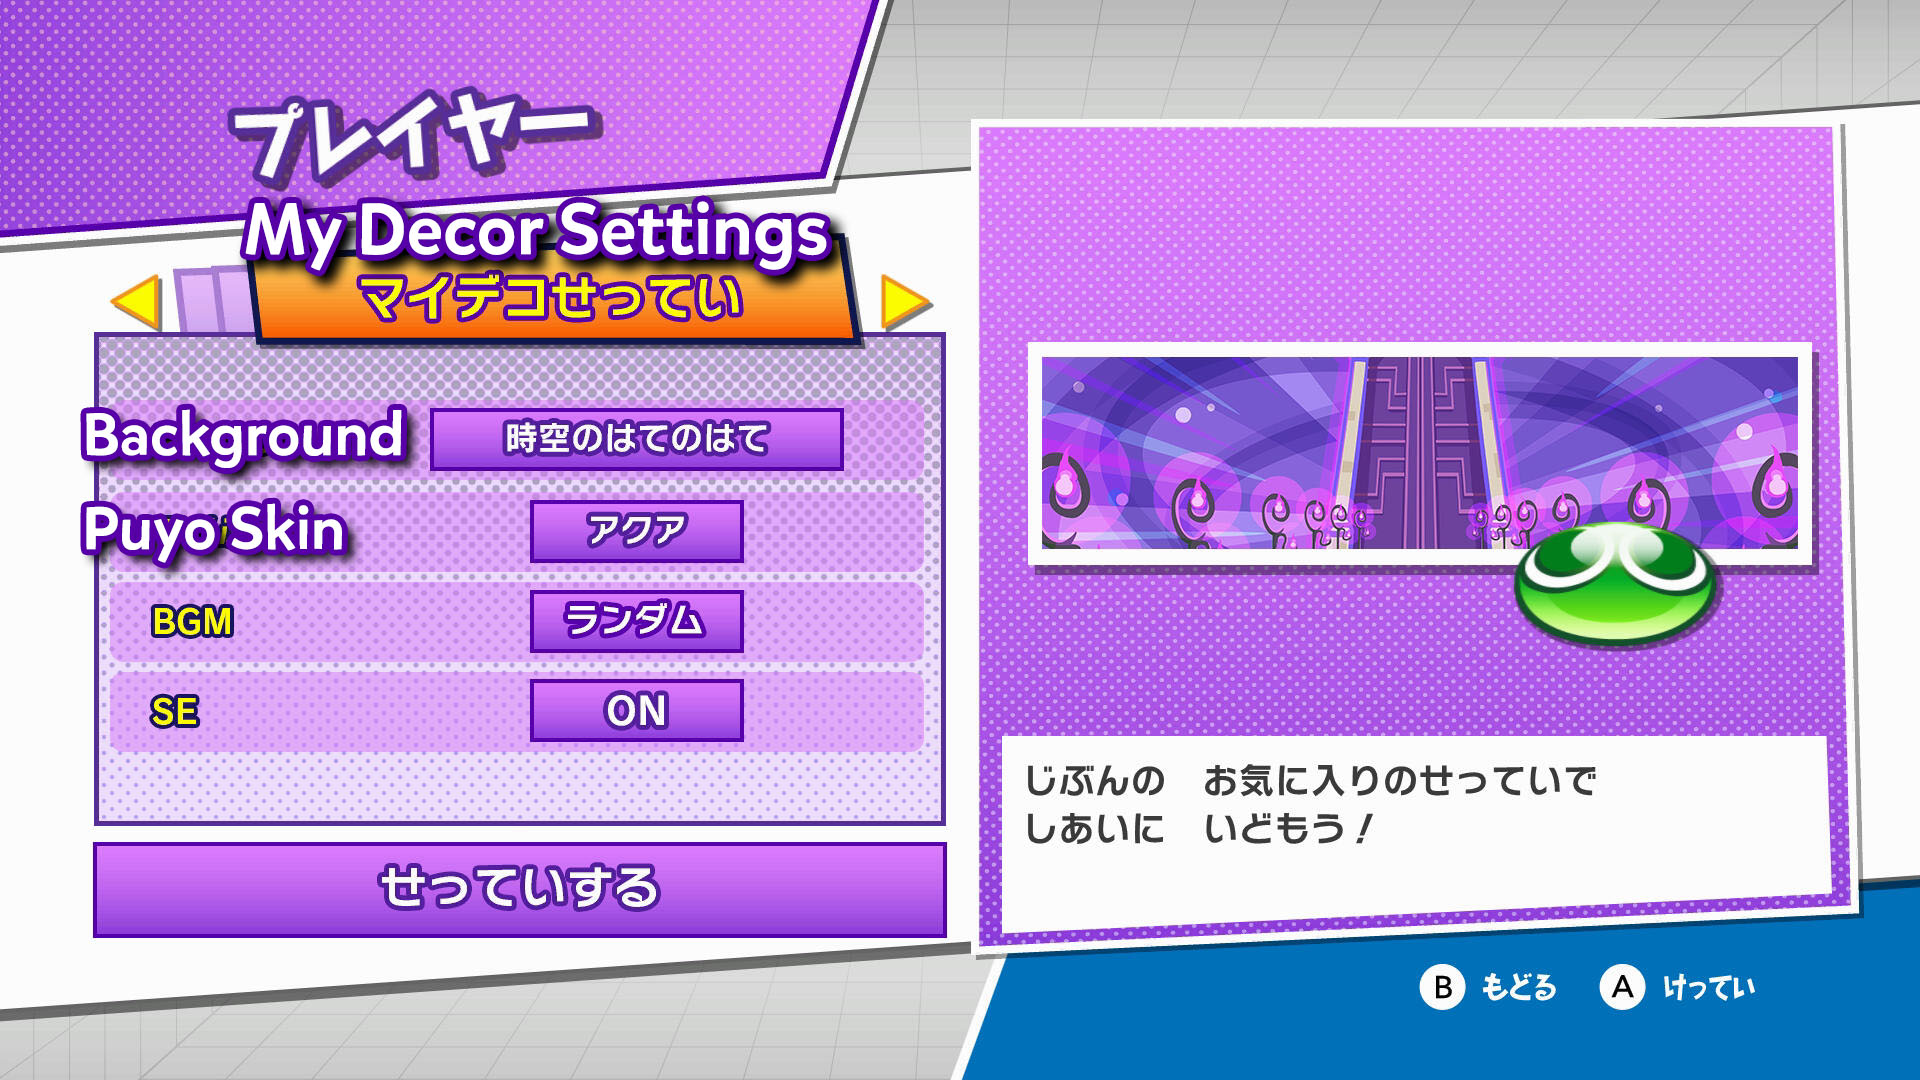 プレイヤー
My Decor Settings
マイデコせってい
Background
時空のはてのはて
Puyo Skin
アクア
BGM
ランダム
SE
ON
せっていする
じぶんの　お気に入りのせっていで
しあいに　いどもう！
B もどる A けってい